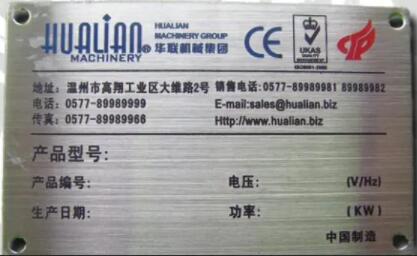 HUALIAN
MACHINERY
HUALIAN
MACHINERY GROUP
华联机械集团
CE
UKAS
QUALITY
MANAGEMENT
地址: 温州市高翔工业区大维路2号 销售电话: 0577-89989981 89989982
电话: 0577-89989999 E-mail:sales@hualian.biz
传真: 0577-89989966 Http://www.hualian.biz
产品型号:
产品编号: 电压: (V/Hz)
生产日期: 功率: (KW)
中国制造